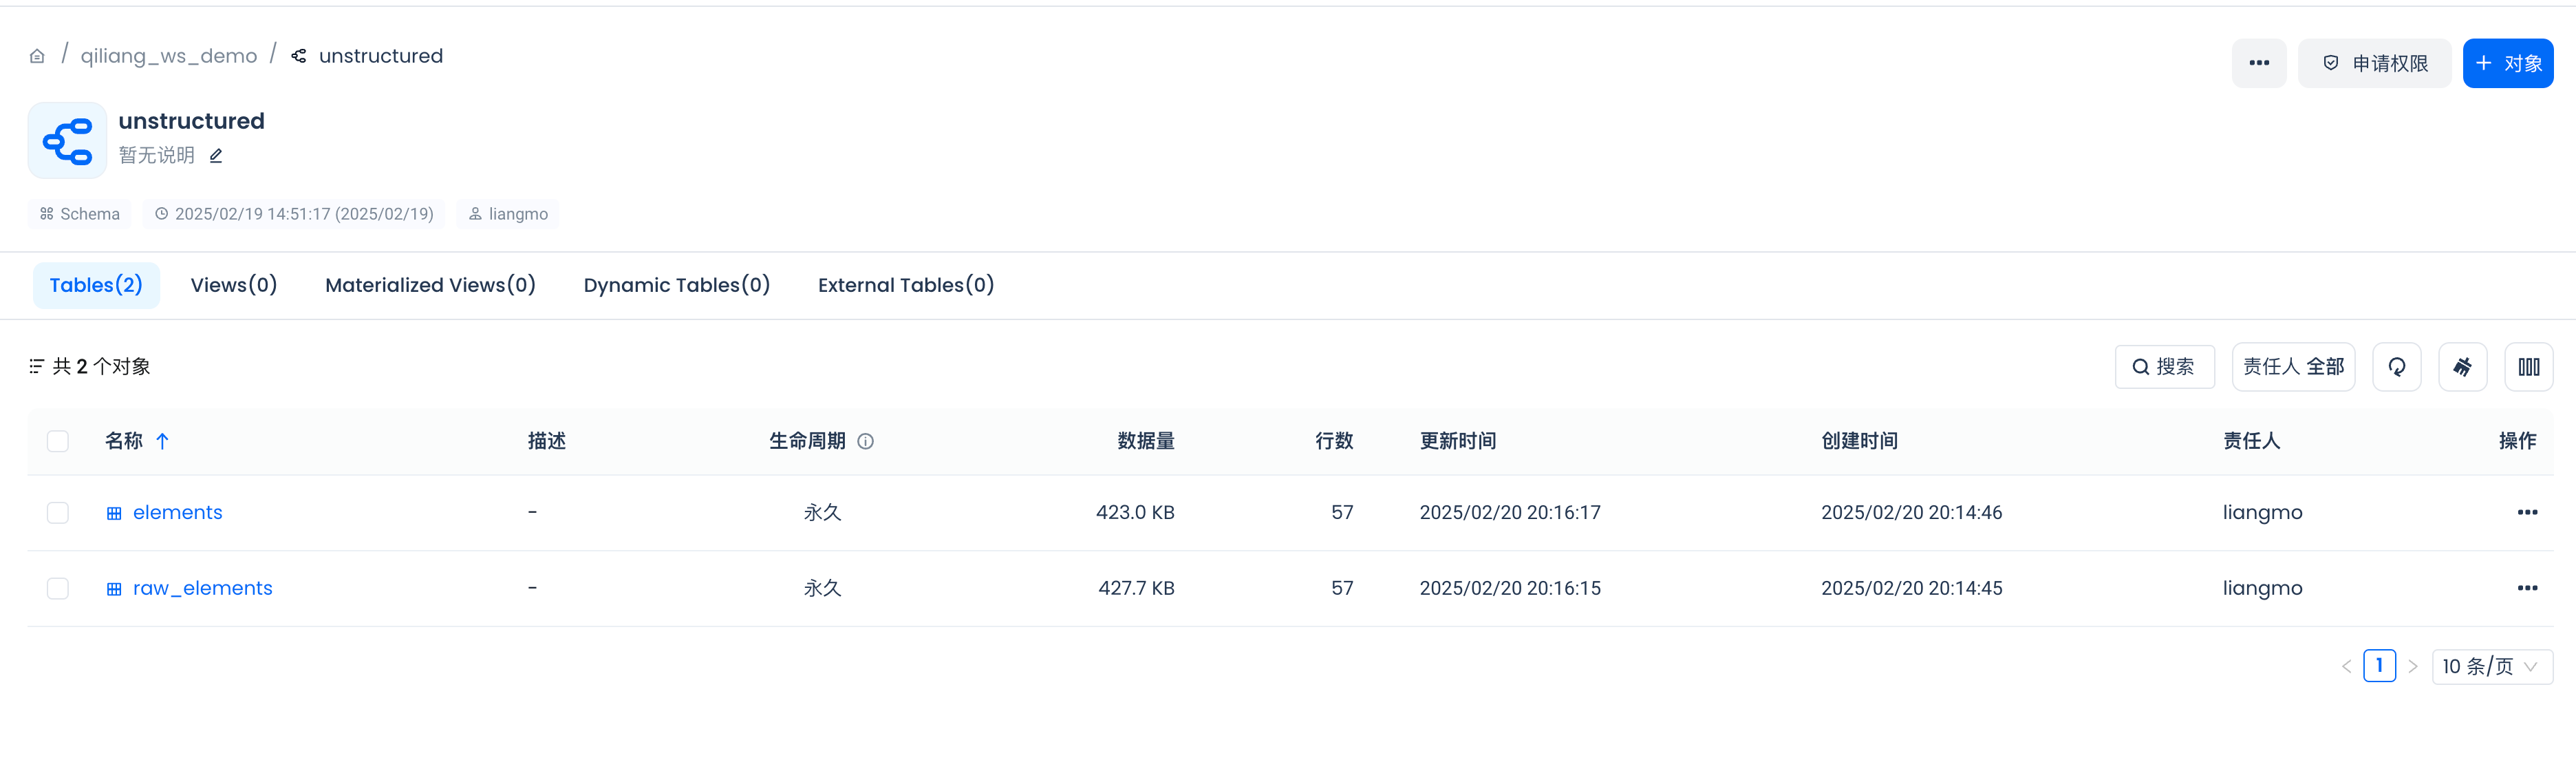 / qiliang_ws_demo / unstructured
申请权限
+ 对象
unstructured
暂无说明
Schema 2025/02/19 14:51:17 (2025/02/19) liangmo
Tables(2) Views(0) Materialized Views(0) Dynamic Tables(0) External Tables(0)
共 2 个对象 搜索 责任人 全部
名称 描述 生命周期 数据量 行数 更新时间 创建时间 责任人 操作
elements - 永久 423.0 KB 57 2025/02/20 20:16:17 2025/02/20 20:14:46 liangmo
raw_elements - 永久 427.7 KB 57 2025/02/20 20:16:15 2025/02/20 20:14:45 liangmo
1 10 条/页